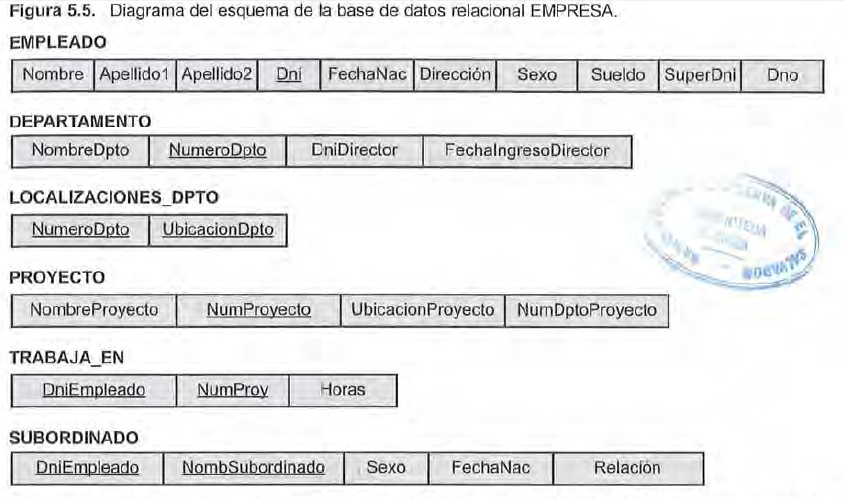 Figura 5.5. Diagrama del esquema de la base de datos relacional EMPRESA.
EMPLEADO
Nombre Apellido1 Apellido2 Dni FechaNac Dirección Sexo Sueldo SuperDni Dno
DEPARTAMENTO
NombreDpto NumeroDpto DniDirector FechaIngresoDirector
LOCALIZACIONES_DPTO
NumeroDpto UbicacionDpto
PROYECTO
NombreProyecto NumProyecto UbicacionProyecto NumDptoProyecto
TRABAJA_EN
DniEmpleado NumProy Horas
SUBORDINADO
DniEmpleado NombSubordinado Sexo FechaNac Relación